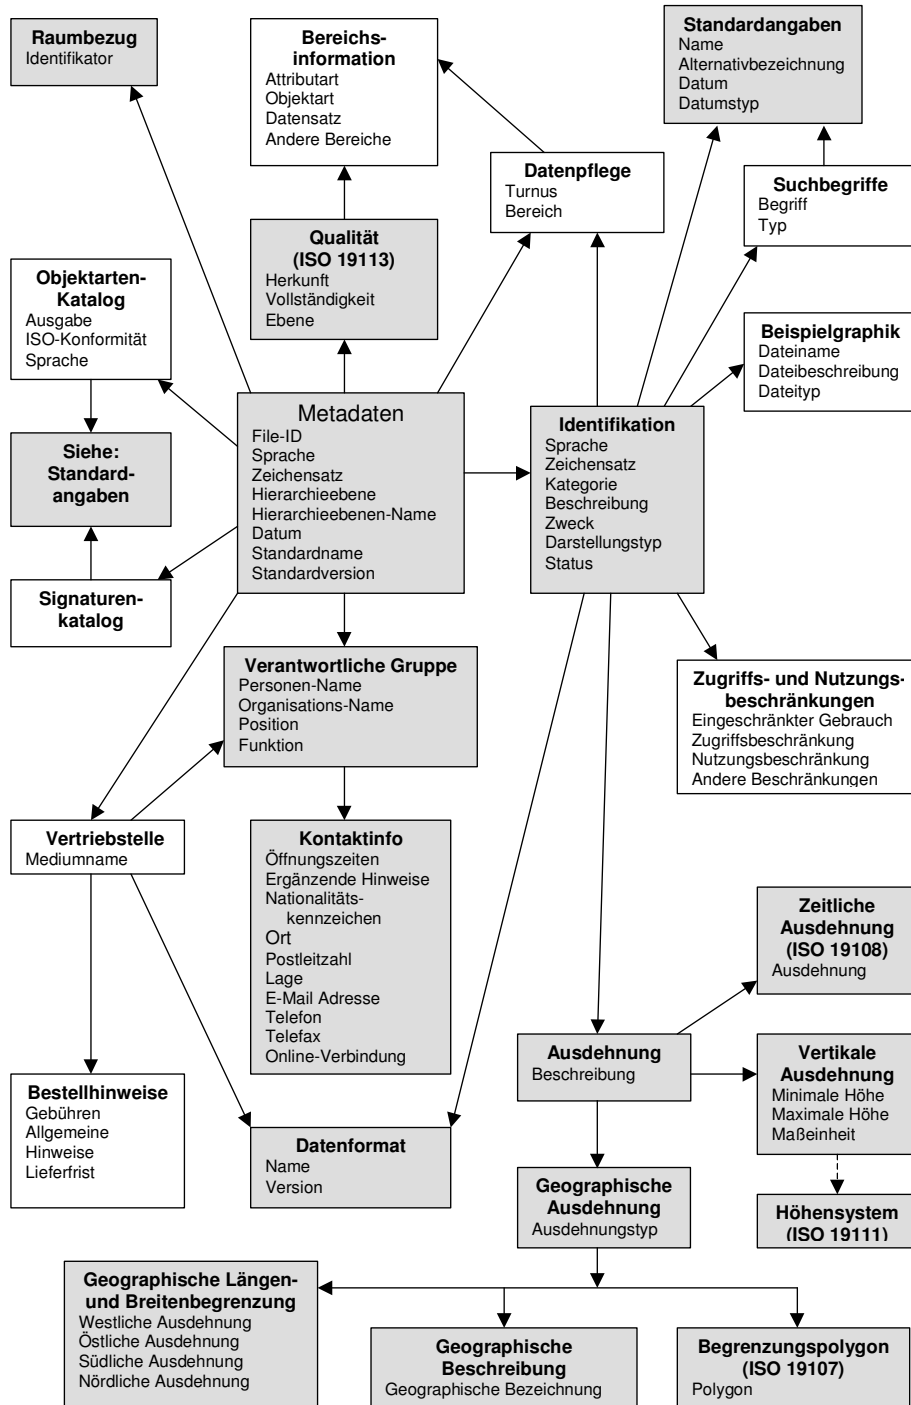 Raumbezug
Identifikator
Bereichs-
information
Attributart
Objektart
Datensatz
Andere Bereiche
Standardangaben
Name
Alternativbezeichnung
Datum
Datumstyp
Datenpflege
Turnus
Bereich
Suchbegriffe
Begriff
Typ
Qualität
(ISO 19113)
Herkunft
Vollständigkeit
Ebene
Objektarten-
Katalog
Ausgabe
ISO-Konformität
Sprache
Beispielgraphik
Dateiname
Dateibeschreibung
Dateityp
Metadaten
File-ID
Sprache
Zeichensatz
Hierarchieebene
Hierarchieebenen-Name
Datum
Standardname
Standardversion
Identifikation
Sprache
Zeichensatz
Kategorie
Beschreibung
Zweck
Darstellungstyp
Status
Siehe:
Standard-
angaben
Signaturen-
katalog
Verantwortliche Gruppe
Personen-Name
Organisations-Name
Position
Funktion
Zugriffs- und Nutzungs-
beschränkungen
Eingeschränkter Gebrauch
Zugriffsbeschränkung
Nutzungsbeschränkung
Andere Beschränkungen
Vertriebstelle
Mediumname
Kontaktinfo
Öffnungszeiten
Ergänzende Hinweise
Nationalitäts-
kennzeichen
Ort
Postleitzahl
Lage
E-Mail Adresse
Telefon
Telefax
Online-Verbindung
Zeitliche
Ausdehnung
(ISO 19108)
Ausdehnung
Ausdehnung
Beschreibung
Vertikale
Ausdehnung
Minimale Höhe
Maximale Höhe
Maßeinheit
Bestellhinweise
Gebühren
Allgemeine
Hinweise
Lieferfrist
Datenformat
Name
Version
Geographische
Ausdehnung
Ausdehnungstyp
Höhensystem
(ISO 19111)
Geographische Längen-
und Breitenbegrenzung
Westliche Ausdehnung
Östliche Ausdehnung
Südliche Ausdehnung
Nördliche Ausdehnung
Geographische
Beschreibung
Geographische Bezeichnung
Begrenzungspolygon
(ISO 19107)
Polygon